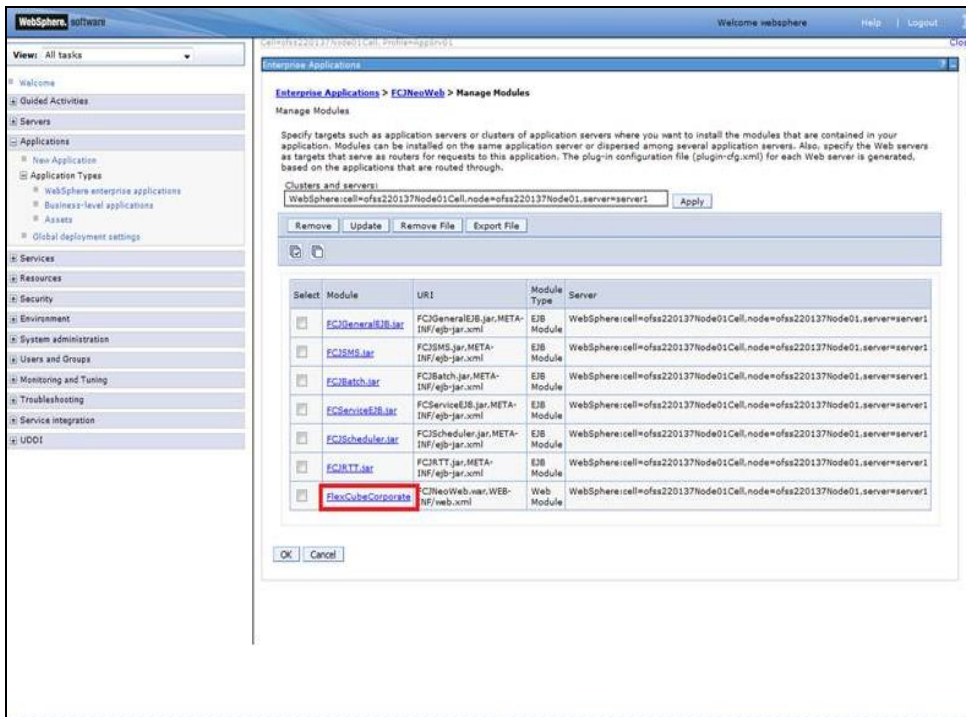 WebSphere. software
Welcome websphere
Help | Logout
Cell=ofss220137Node01Cell, Profile=AppSrv01
Clos
View: All tasks
Welcome
Guided Activities
Servers
Applications
New Application
Application Types
WebSphere enterprise applications
Business-level applications
Assets
Global deployment settings
Services
Resources
Security
Environment
System administration
Users and Groups
Monitoring and Tuning
Troubleshooting
Service integration
UDDI
Enterprise Applications
?
Enterprise Applications > FCJNeoWeb > Manage Modules
Manage Modules
Specify targets such as application servers or clusters of application servers where you want to install the modules that are contained in your
application. Modules can be installed on the same application server or dispersed among several application servers. Also, specify the Web servers
as targets that serve as routers for requests to this application. The plug-in configuration file (plugin-cfg.xml) for each Web server is generated,
based on the applications that are routed through.
Clusters and servers:
WebSphere:cell=ofss220137Node01Cell,node=ofss220137Node01,server=server1
Apply
Remove Update Remove File Export File
Select Module URI Module Type Server
FCJGeneralEJB.jar FCJGeneralEJB.jar,META-INF/ejb-jar.xml EJB Module WebSphere:cell=ofss220137Node01Cell,node=ofss220137Node01,server=server1
FCJSMS.jar FCJSMS.jar,META-INF/ejb-jar.xml EJB Module WebSphere:cell=ofss220137Node01Cell,node=ofss220137Node01,server=server1
FCJBatch.jar FCJBatch.jar,META-INF/ejb-jar.xml EJB Module WebSphere:cell=ofss220137Node01Cell,node=ofss220137Node01,server=server1
FCServiceEJB.jar FCServiceEJB.jar,META-INF/ejb-jar.xml EJB Module WebSphere:cell=ofss220137Node01Cell,node=ofss220137Node01,server=server1
FCJScheduler.jar FCJScheduler.jar,META-INF/ejb-jar.xml EJB Module WebSphere:cell=ofss220137Node01Cell,node=ofss220137Node01,server=server1
FCJRTT.jar FCJRTT.jar,META-INF/ejb-jar.xml EJB Module WebSphere:cell=ofss220137Node01Cell,node=ofss220137Node01,server=server1
FlexCubeCorporate FCJNeoWeb.war,WEB-INF/web.xml Web Module WebSphere:cell=ofss220137Node01Cell,node=ofss220137Node01,server=server1
OK Cancel